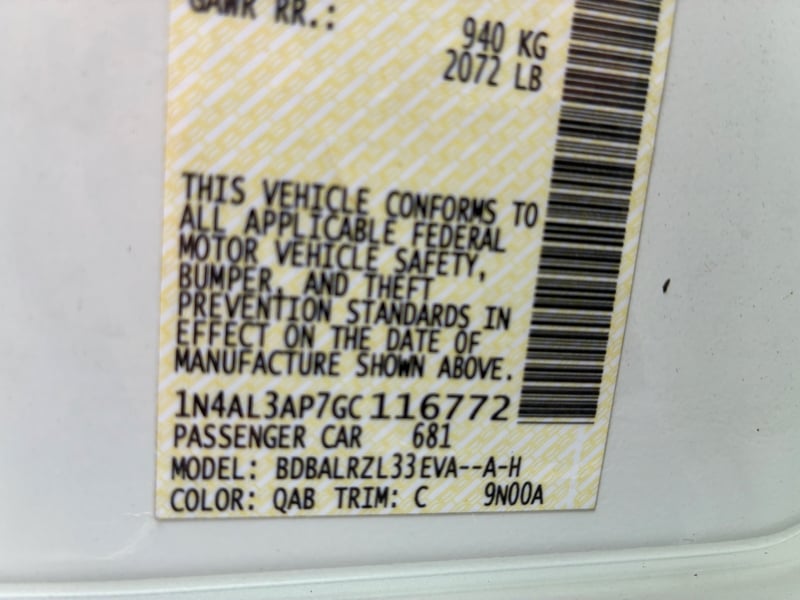 GAWR RR.:
940 KG
2072 LB
THIS VEHICLE CONFORMS TO
ALL APPLICABLE FEDERAL
MOTOR VEHICLE SAFETY,
BUMPER, AND THEFT
PREVENTION STANDARDS IN
EFFECT ON THE DATE OF
MANUFACTURE SHOWN ABOVE.
1N4AL3AP7GC116772
PASSENGER CAR 681
MODEL: BDBALRZL33EVA--A-H
COLOR: QAB TRIM: C 9N00A